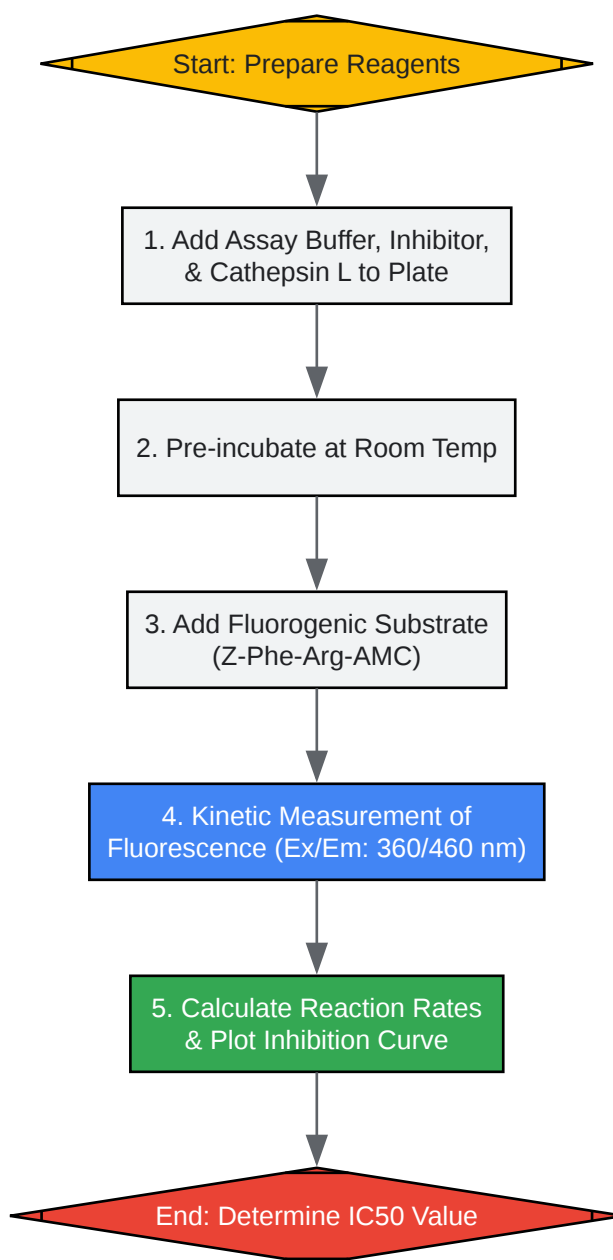 Start: Prepare Reagents
1. Add Assay Buffer, Inhibitor,
& Cathepsin L to Plate
2. Pre-incubate at Room Temp
3. Add Fluorogenic Substrate
(Z-Phe-Arg-AMC)
4. Kinetic Measurement of
Fluorescence (Ex/Em: 360/460 nm)
5. Calculate Reaction Rates
& Plot Inhibition Curve
End: Determine IC50 Value